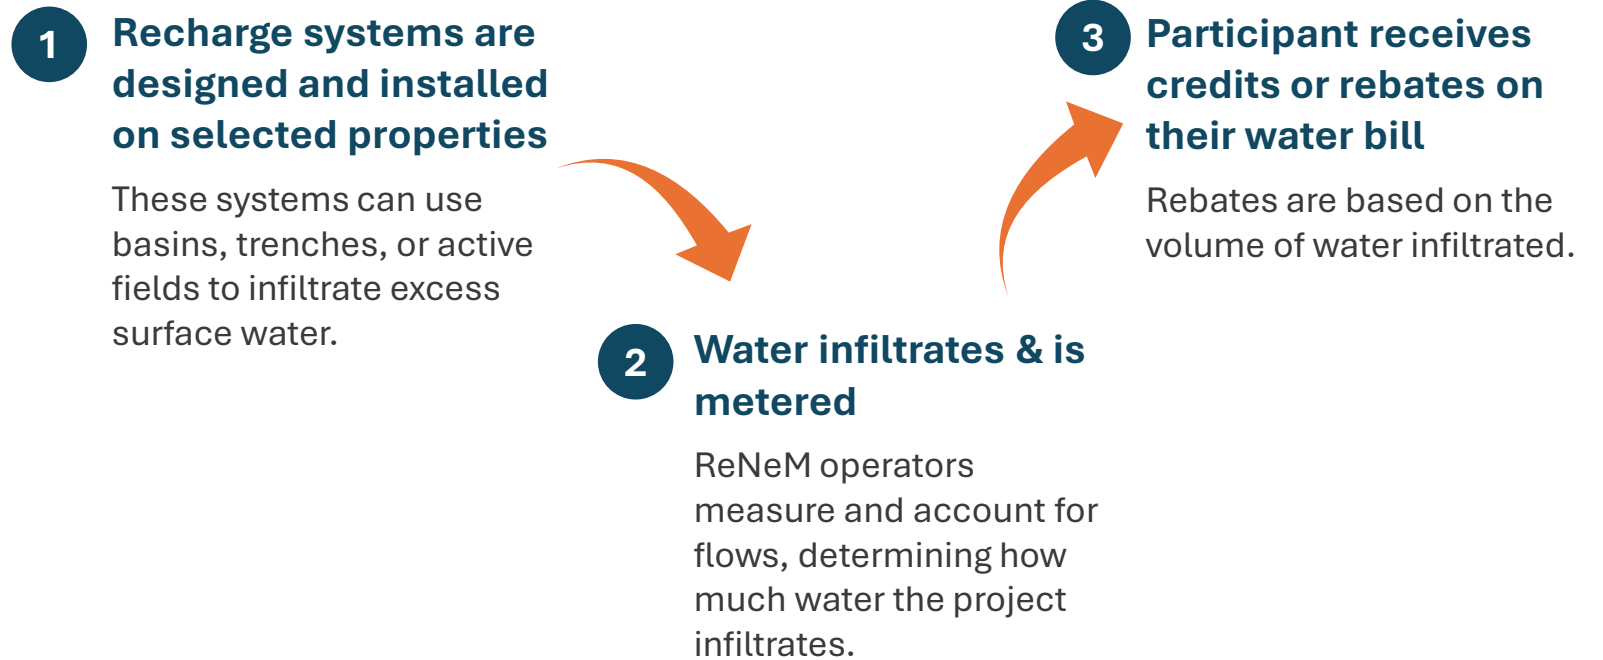 1
Recharge systems are
designed and installed
on selected properties
These systems can use
basins, trenches, or active
fields to infiltrate excess
surface water.
2
Water infiltrates & is
metered
ReNeM operators
measure and account for
flows, determining how
much water the project
infiltrates.
3
Participant receives
credits or rebates on
their water bill
Rebates are based on the
volume of water infiltrated.